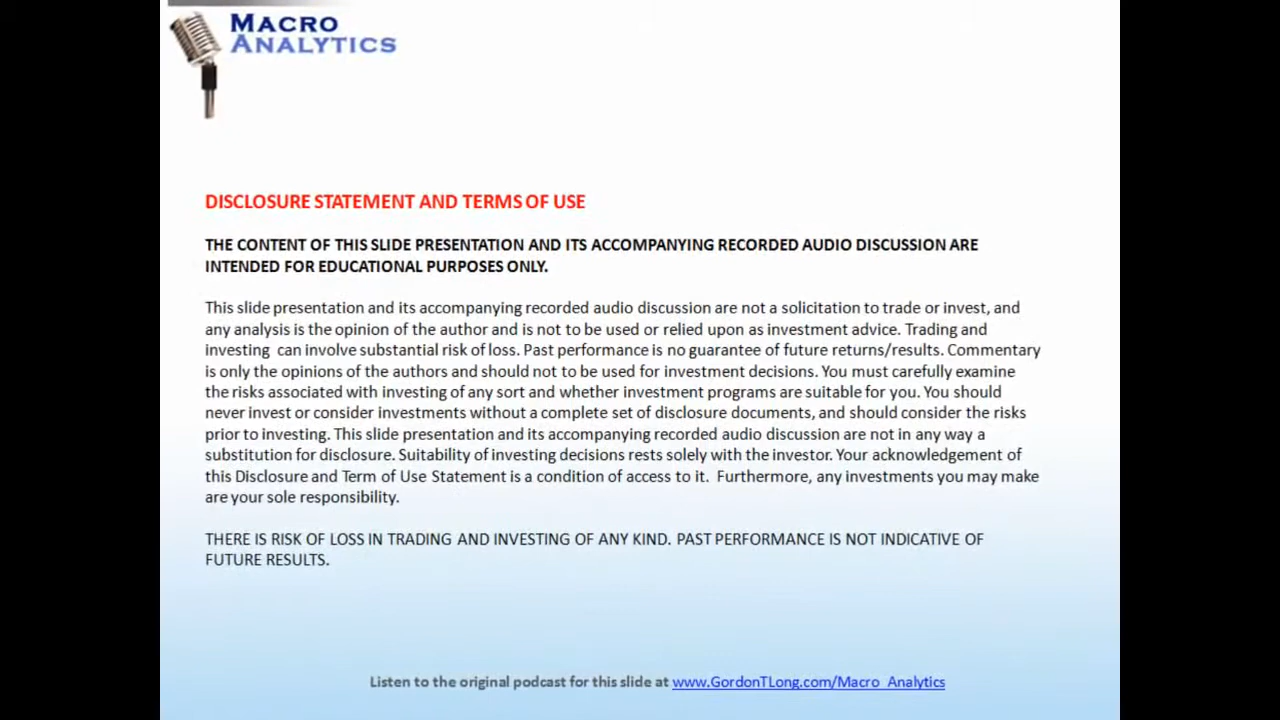 MACRO
ANALYTICS
DISCLOSURE STATEMENT AND TERMS OF USE
THE CONTENT OF THIS SLIDE PRESENTATION AND ITS ACCOMPANYING RECORDED AUDIO DISCUSSION ARE
INTENDED FOR EDUCATIONAL PURPOSES ONLY.
This slide presentation and its accompanying recorded audio discussion are not a solicitation to trade or invest, and
any analysis is the opinion of the author and is not to be used or relied upon as investment advice. Trading and
investing can involve substantial risk of loss. Past performance is no guarantee of future returns/results. Commentary
is only the opinions of the authors and should not to be used for investment decisions. You must carefully examine
the risks associated with investing of any sort and whether investment programs are suitable for you. You should
never invest or consider investments without a complete set of disclosure documents, and should consider the risks
prior to investing. This slide presentation and its accompanying recorded audio discussion are not in any way a
substitution for disclosure. Suitability of investing decisions rests solely with the investor. Your acknowledgement of
this Disclosure and Term of Use Statement is a condition of access to it. Furthermore, any investments you may make
are your sole responsibility.
THERE IS RISK OF LOSS IN TRADING AND INVESTING OF ANY KIND. PAST PERFORMANCE IS NOT INDICATIVE OF
FUTURE RESULTS.
Listen to the original podcast for this slide at www.GordonTLong.com/Macro_Analytics